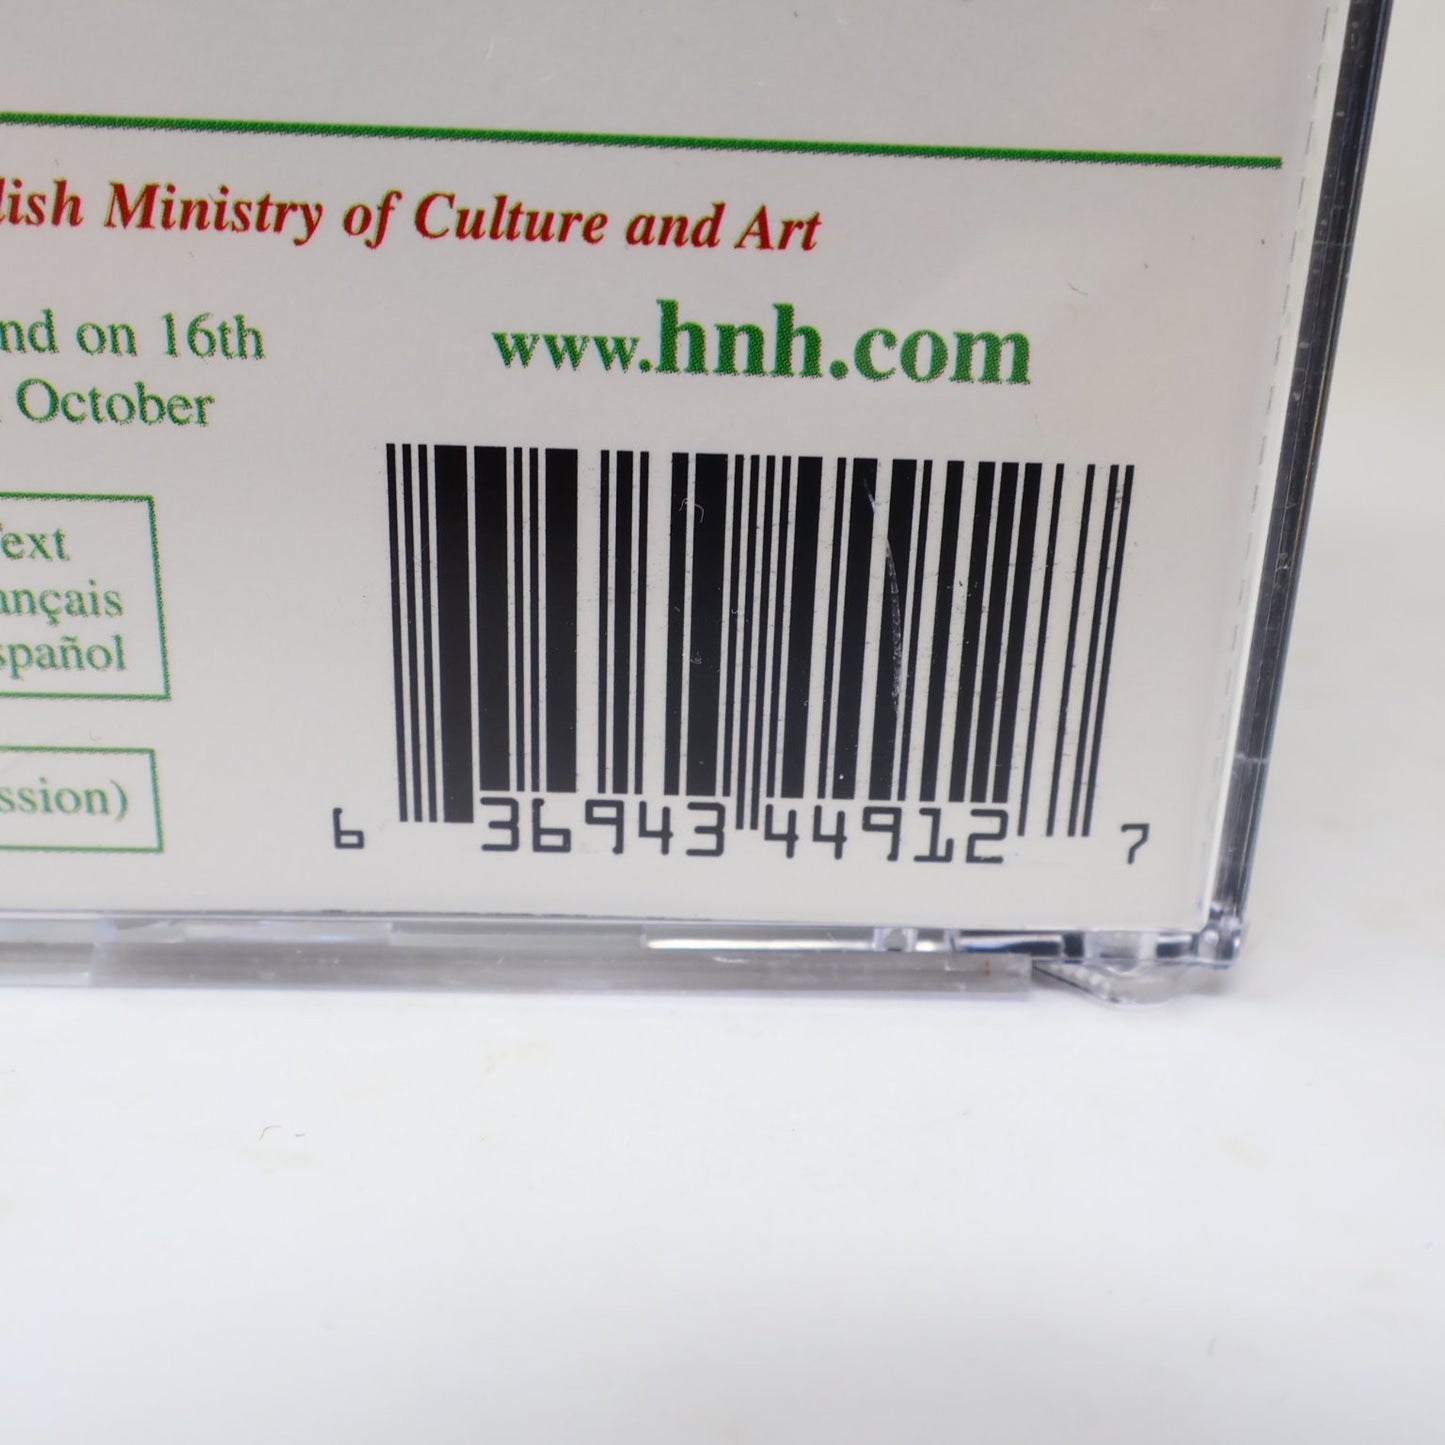 lish Ministry of Culture and Art
nd on 16th
www.hnh.com
October
ext
ançais
spañol
ssion)
6 36943 44912 7